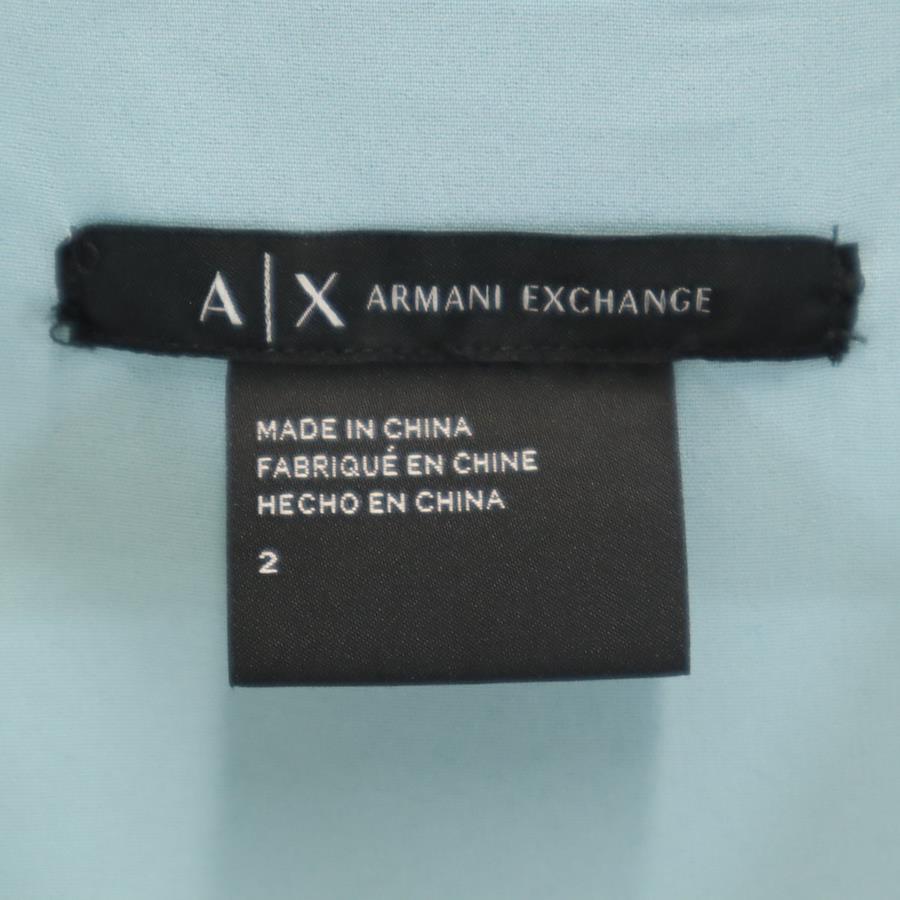 A|X ARMANI EXCHANGE
MADE IN CHINA
FABRIQUÉ EN CHINE
HECHO EN CHINA
2